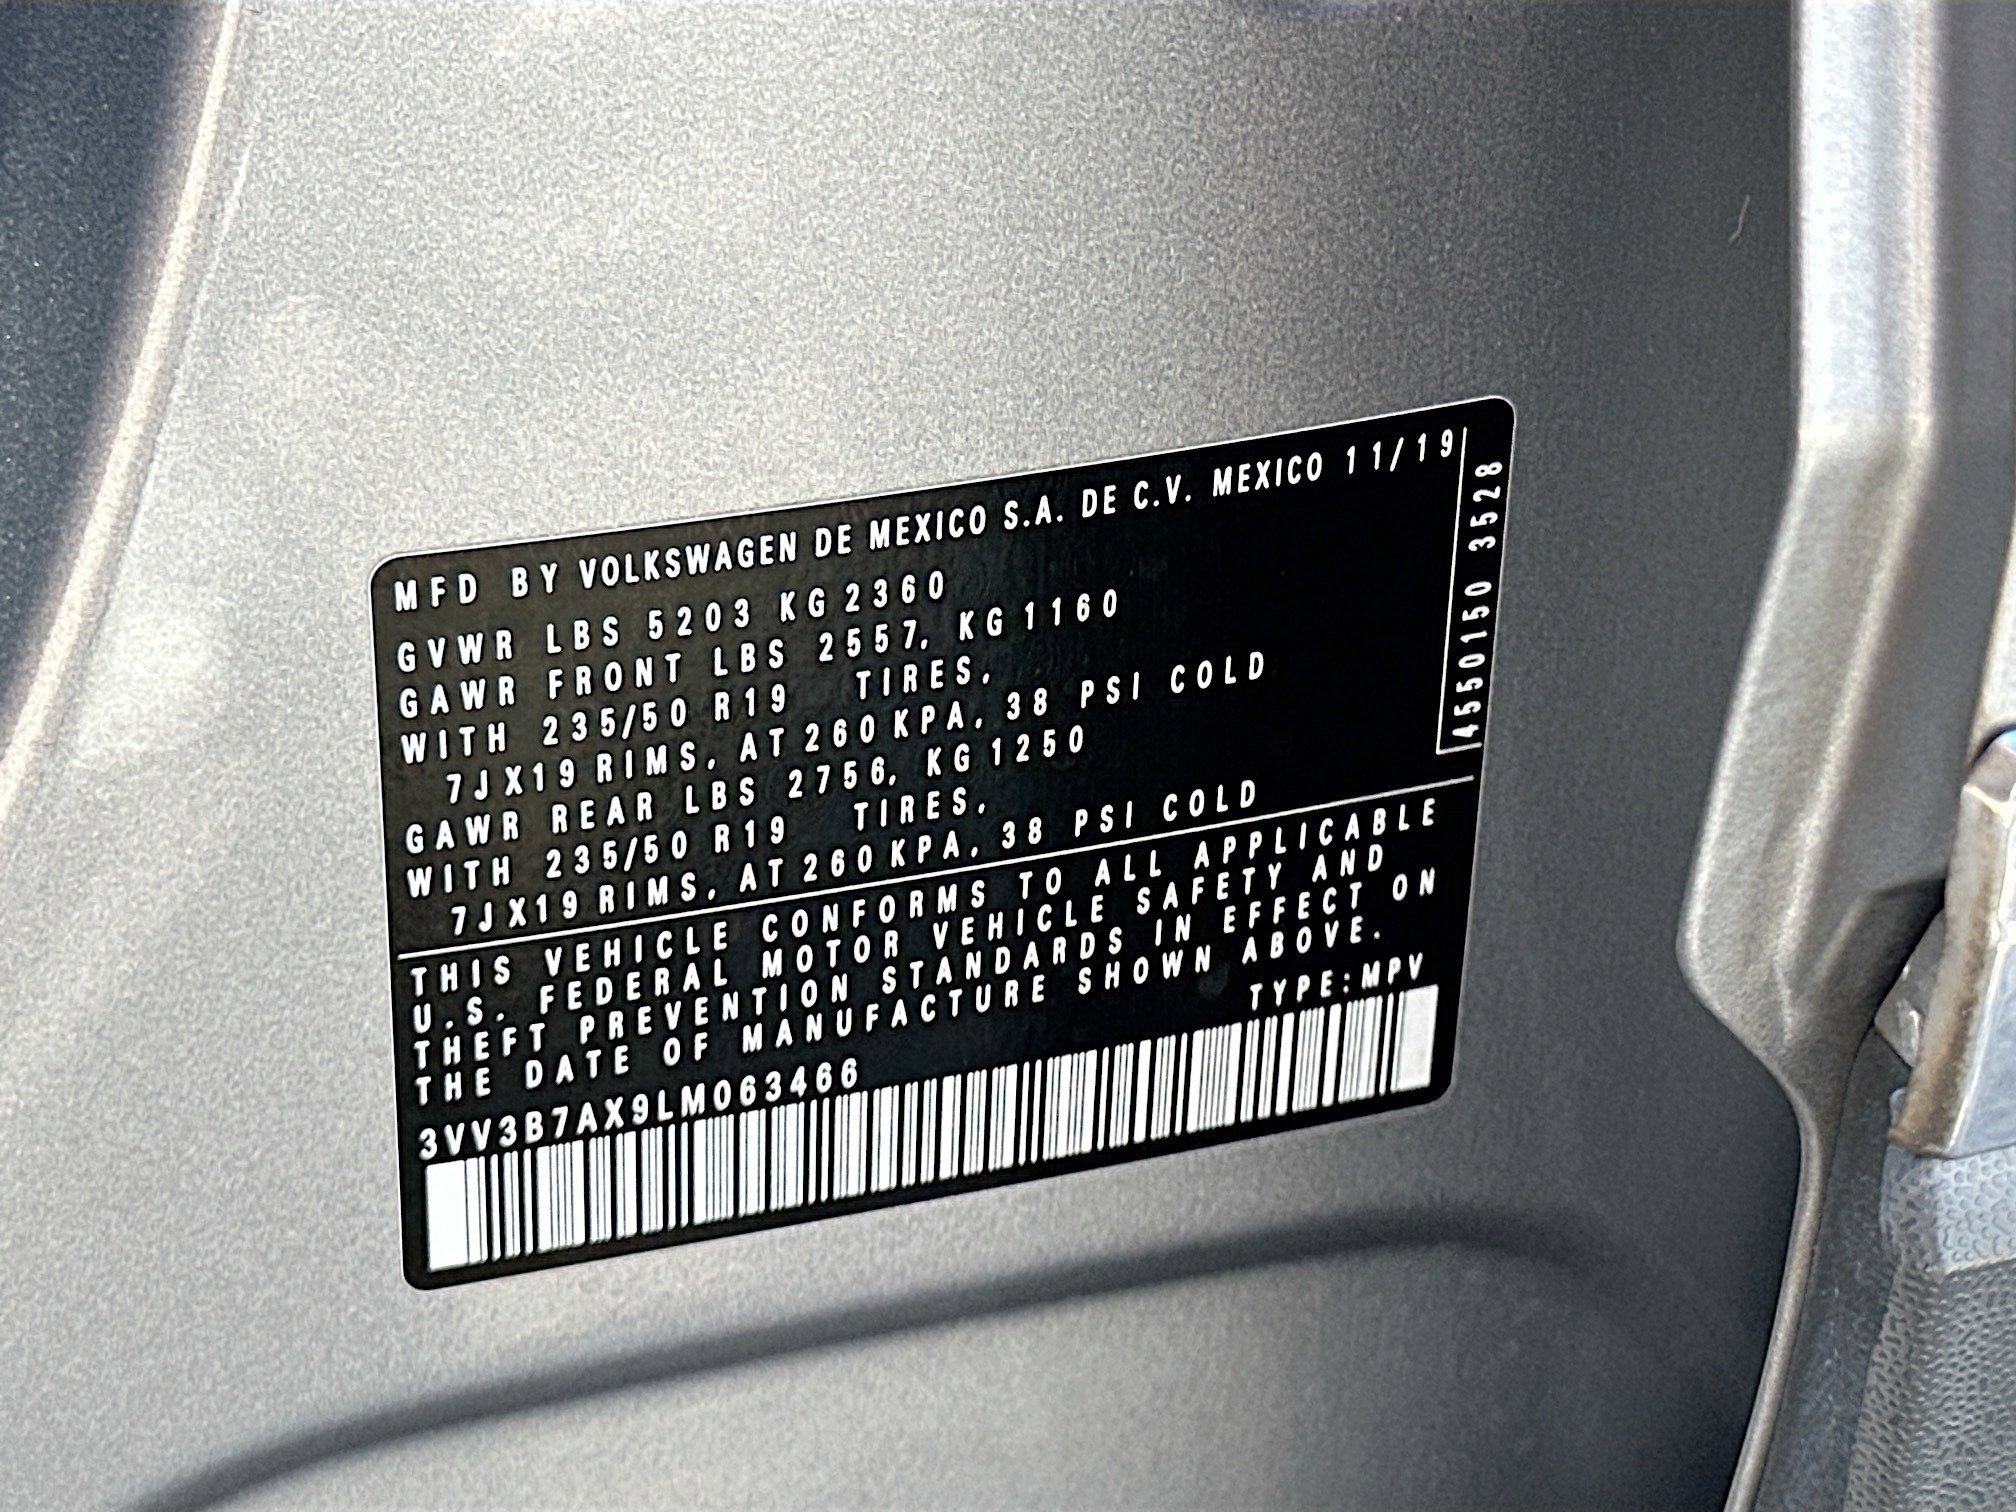 MFD BY VOLKSWAGEN DE MEXICO S.A. DE C.V. MEXICO 11/19
GVWR LBS 5203 KG 2360
GAWR FRONT LBS 2557, KG 1160
WITH 235/50 R19 TIRES,
7JX19 RIMS, AT 260 KPA, 38 PSI COLD
GAWR REAR LBS 2756, KG 1250
WITH 235/50 R19 TIRES,
7JX19 RIMS, AT 260 KPA, 38 PSI COLD
4550150 3528
THIS VEHICLE CONFORMS TO ALL APPLICABLE
U.S. FEDERAL MOTOR VEHICLE SAFETY AND
THEFT PREVENTION STANDARDS IN EFFECT ON
THE DATE OF MANUFACTURE SHOWN ABOVE.
TYPE:MPV
3VV3B7AX9LM063466